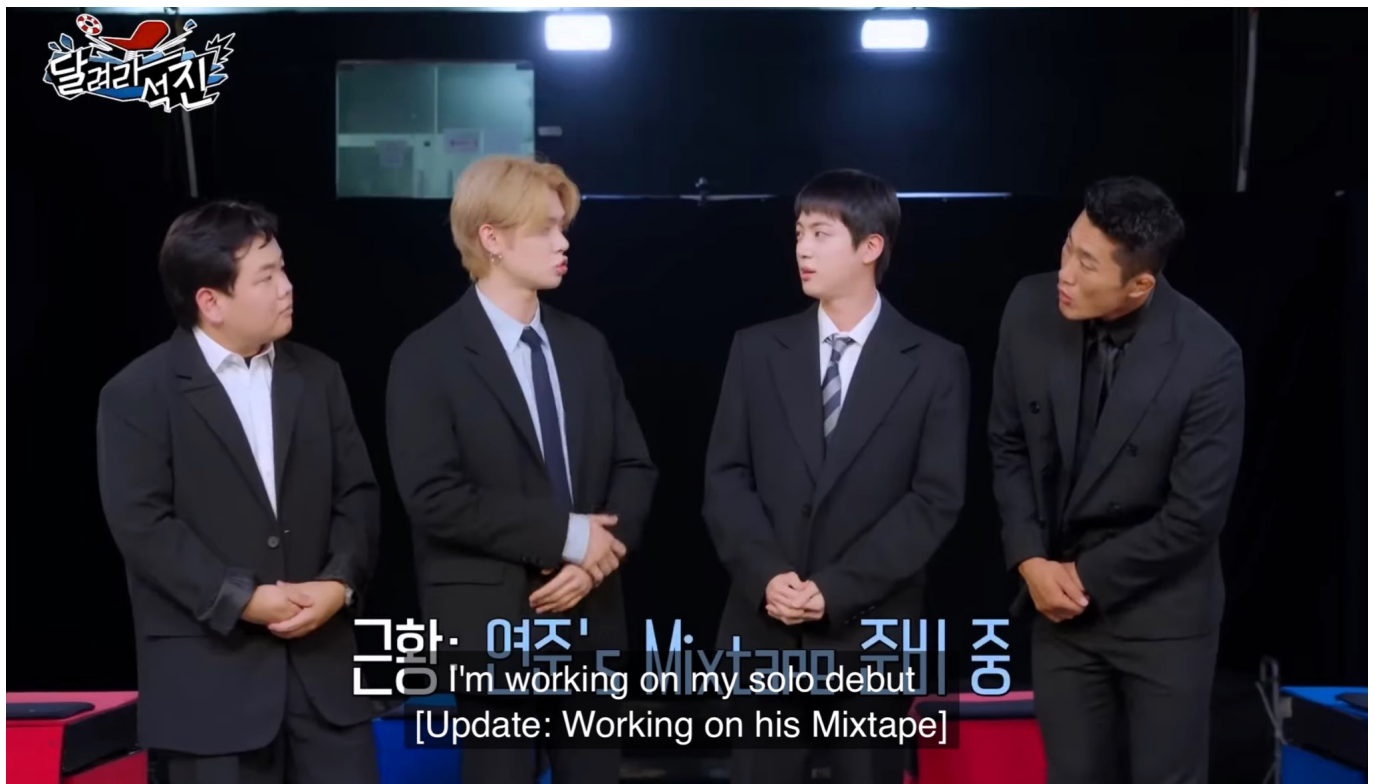 달려라
석진
근황: 연준's Mixtape 준비 중
I'm working on my solo debut
[Update: Working on his Mixtape]